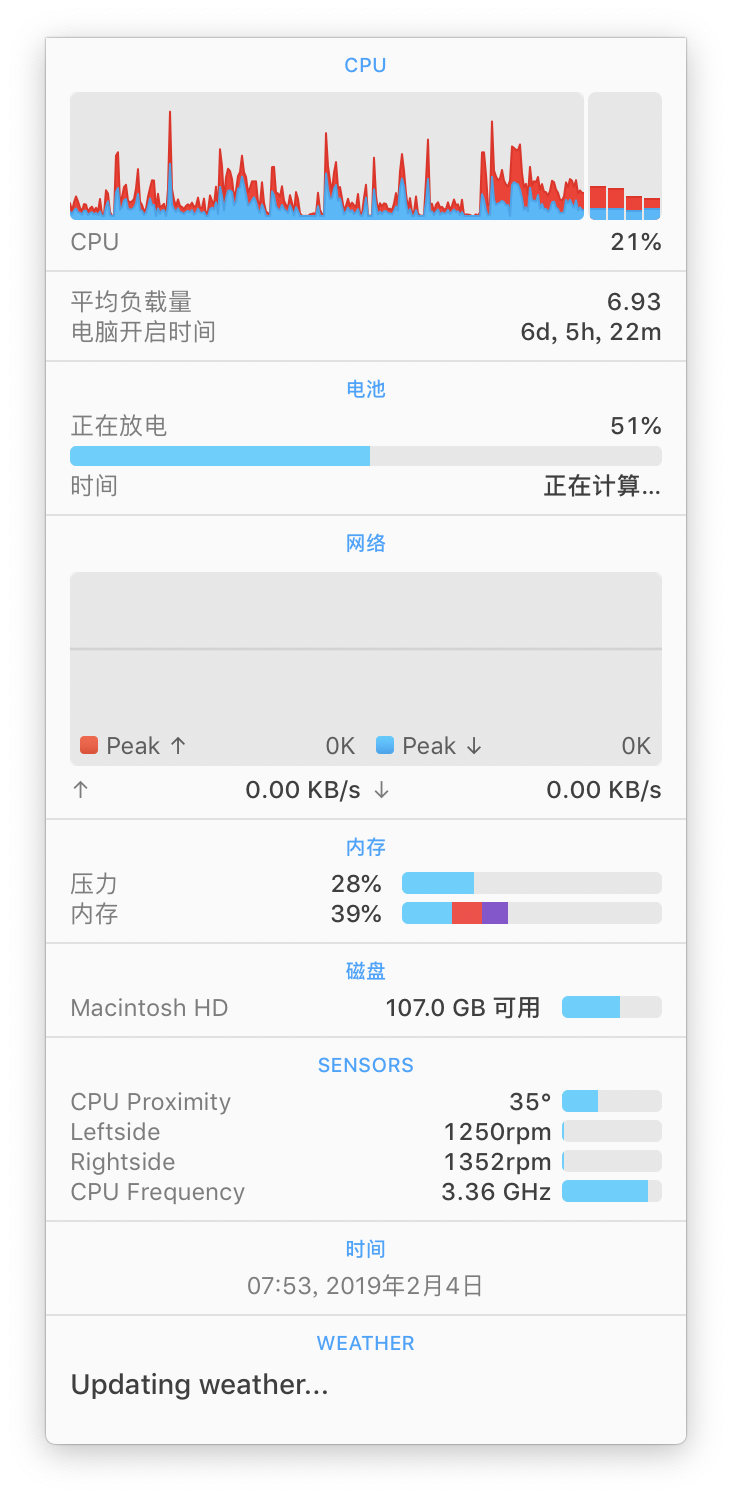 CPU
CPU 21%
平均负载量 6.93
电脑开启时间 6d, 5h, 22m
电池
正在放电 51%
时间 正在计算...
网络
Peak ↑ 0K Peak ↓ 0K
↑ 0.00 KB/s ↓ 0.00 KB/s
内存
压力 28%
内存 39%
磁盘
Macintosh HD 107.0 GB 可用
SENSORS
CPU Proximity 35°
Leftside 1250rpm
Rightside 1352rpm
CPU Frequency 3.36 GHz
时间
07:53, 2019年2月4日
WEATHER
Updating weather...